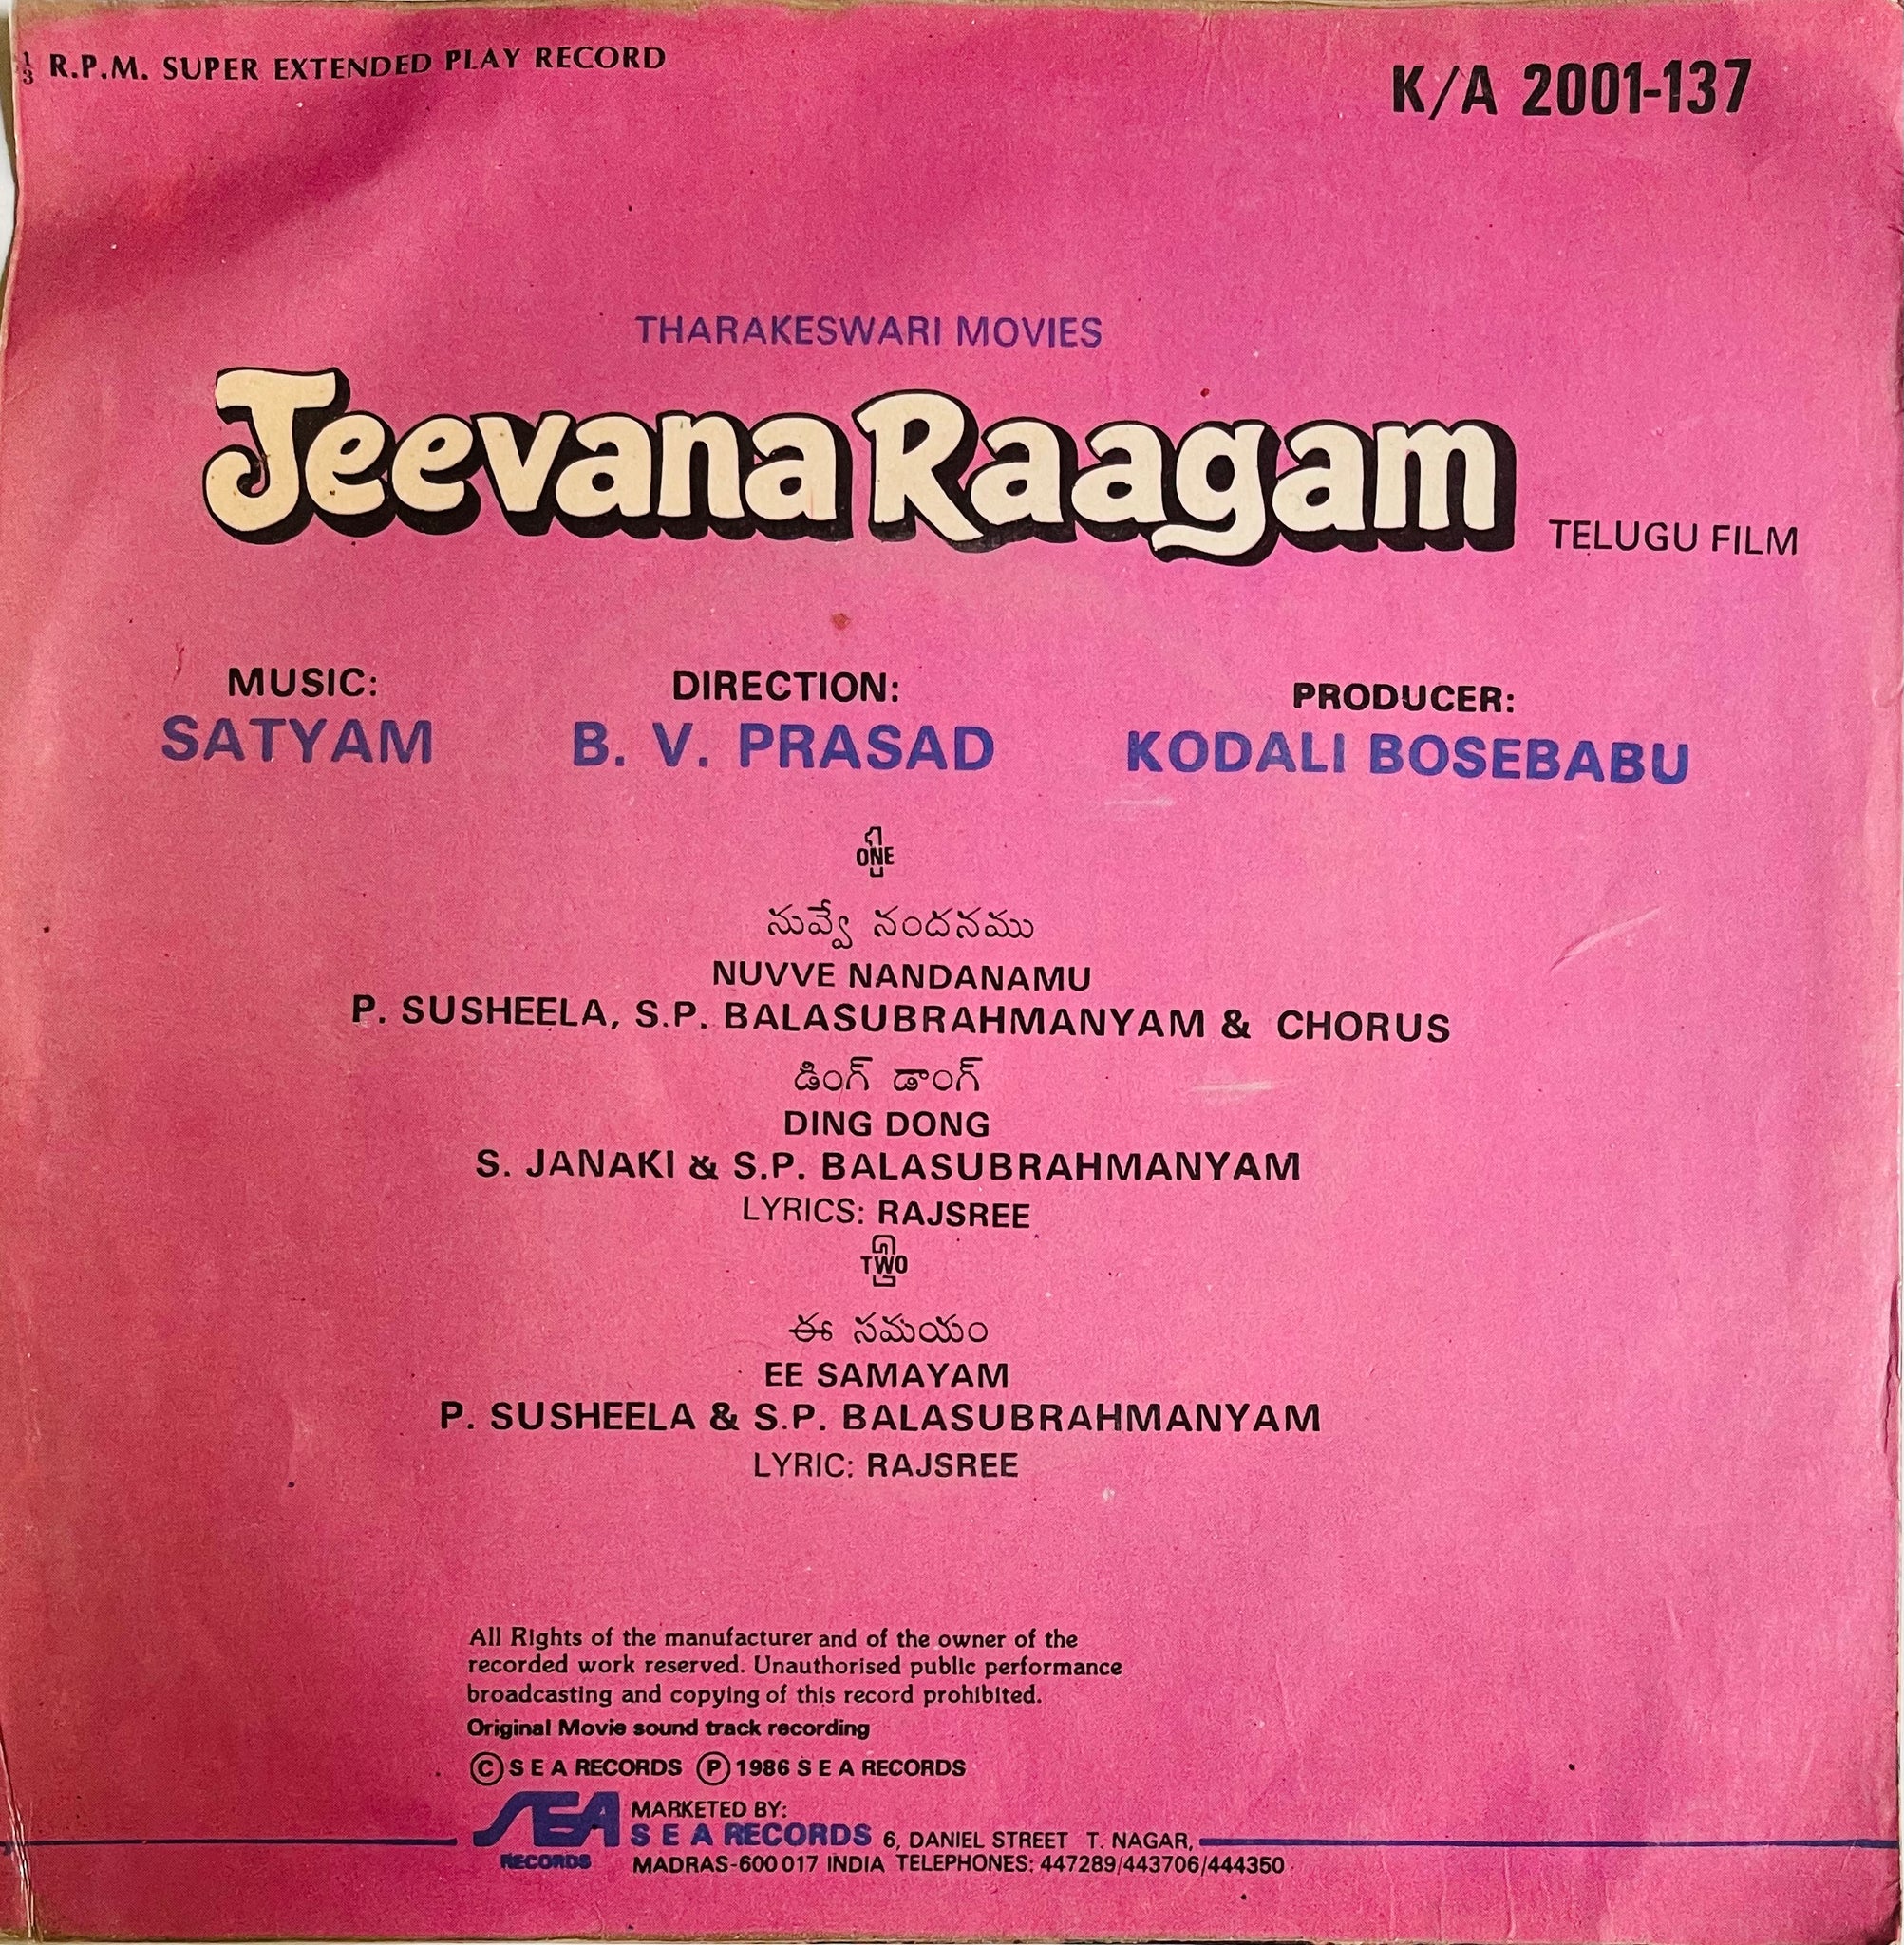 1/3 R.P.M. SUPER EXTENDED PLAY RECORD
K/A 2001-137
THARAKESWARI MOVIES
Jeevana Raagam TELUGU FILM
MUSIC: DIRECTION: PRODUCER:
SATYAM B. V. PRASAD KODALI BOSEBABU
1 ONE
నువ్వే నందనము
NUVVE NANDANAMU
P. SUSHEELA, S.P. BALASUBRAHMANYAM & CHORUS
డింగ్ డాంగ్
DING DONG
S. JANAKI & S.P. BALASUBRAHMANYAM
LYRICS: RAJSREE
2 TWO
ఈ సమయం
EE SAMAYAM
P. SUSHEELA & S.P. BALASUBRAHMANYAM
LYRIC: RAJSREE
All Rights of the manufacturer and of the owner of the
recorded work reserved. Unauthorised public performance
broadcasting and copying of this record prohibited.
Original Movie sound track recording
© S E A RECORDS ℗ 1986 S E A RECORDS
SEA RECORDS
MARKETED BY:
S E A RECORDS 6, DANIEL STREET T. NAGAR,
MADRAS-600 017 INDIA TELEPHONES: 447289/443706/444350